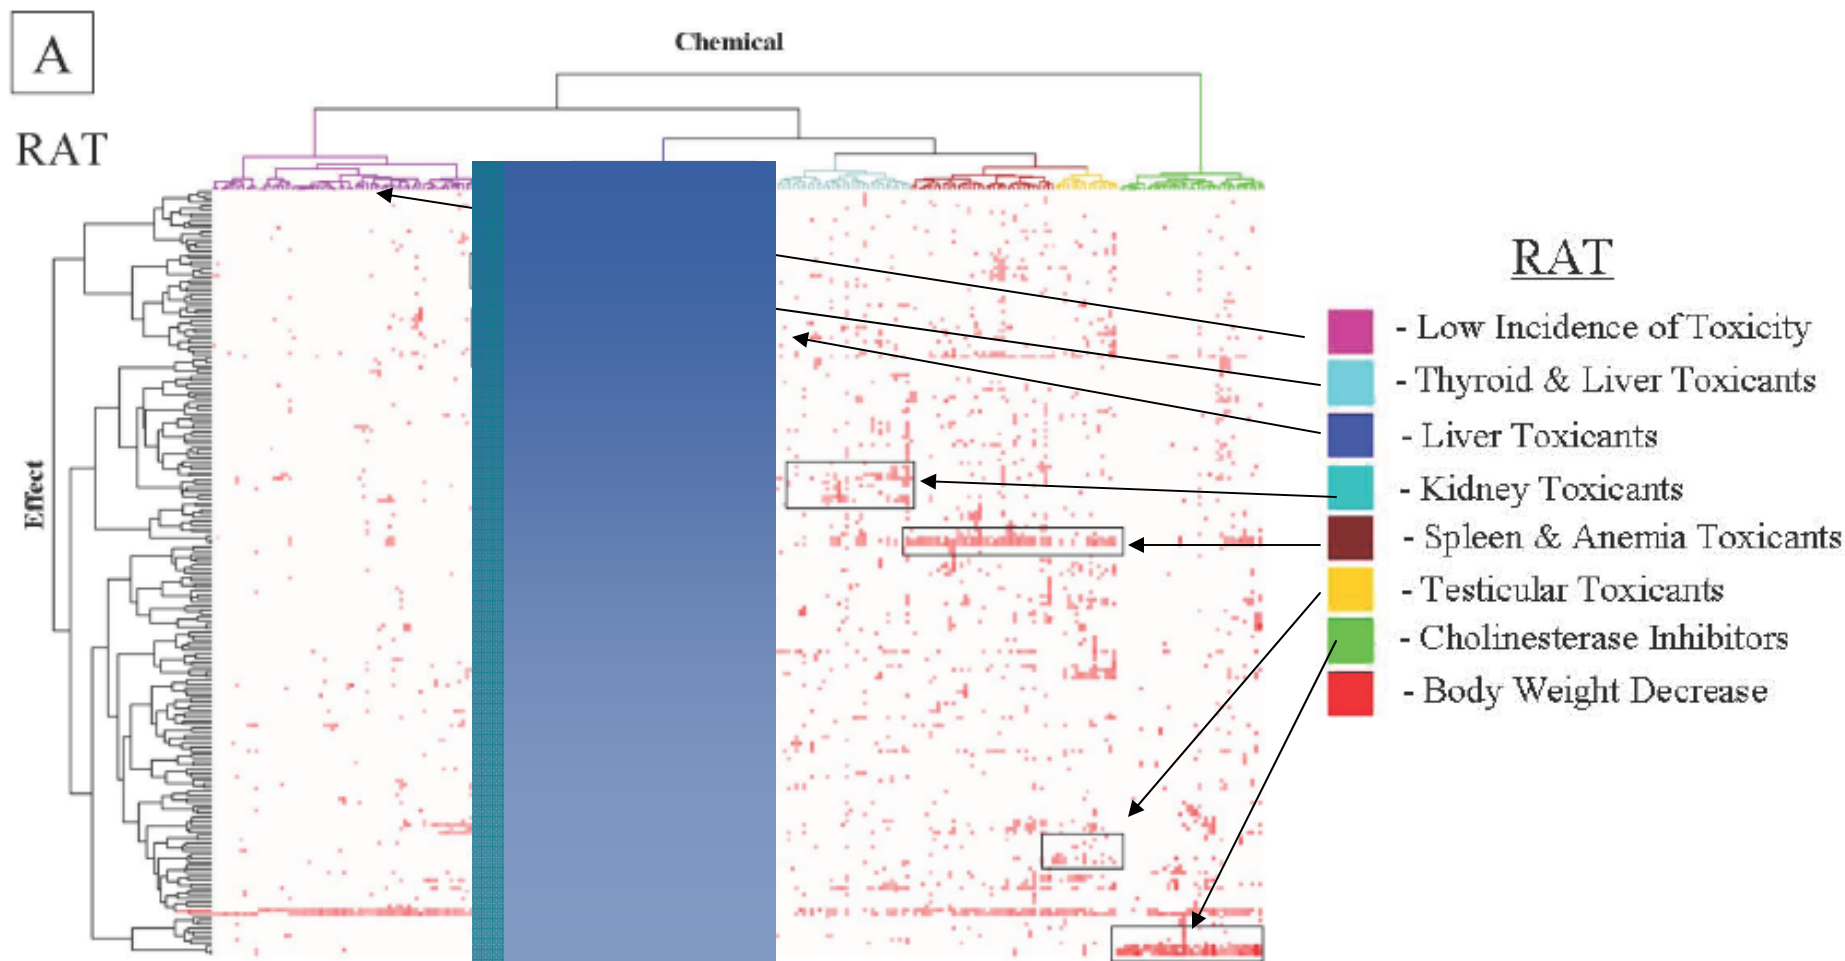 A
Chemical
RAT
Effect
RAT
- Low Incidence of Toxicity
- Thyroid & Liver Toxicants
- Liver Toxicants
- Kidney Toxicants
- Spleen & Anemia Toxicants
- Testicular Toxicants
- Cholinesterase Inhibitors
- Body Weight Decrease